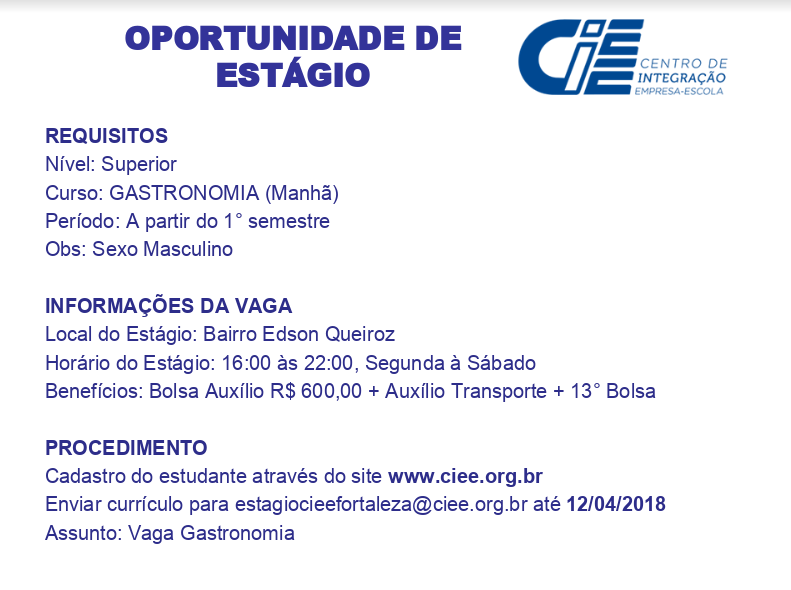 OPORTUNIDADE DE
ESTÁGIO
CIEE
CENTRO DE
INTEGRAÇÃO
EMPRESA-ESCOLA
REQUISITOS
Nível: Superior
Curso: GASTRONOMIA (Manhã)
Período: A partir do 1° semestre
Obs: Sexo Masculino
INFORMAÇÕES DA VAGA
Local do Estágio: Bairro Edson Queiroz
Horário do Estágio: 16:00 às 22:00, Segunda à Sábado
Benefícios: Bolsa Auxílio R$ 600,00 + Auxílio Transporte + 13° Bolsa
PROCEDIMENTO
Cadastro do estudante através do site www.ciee.org.br
Enviar currículo para estagiocieefortaleza@ciee.org.br até 12/04/2018
Assunto: Vaga Gastronomia